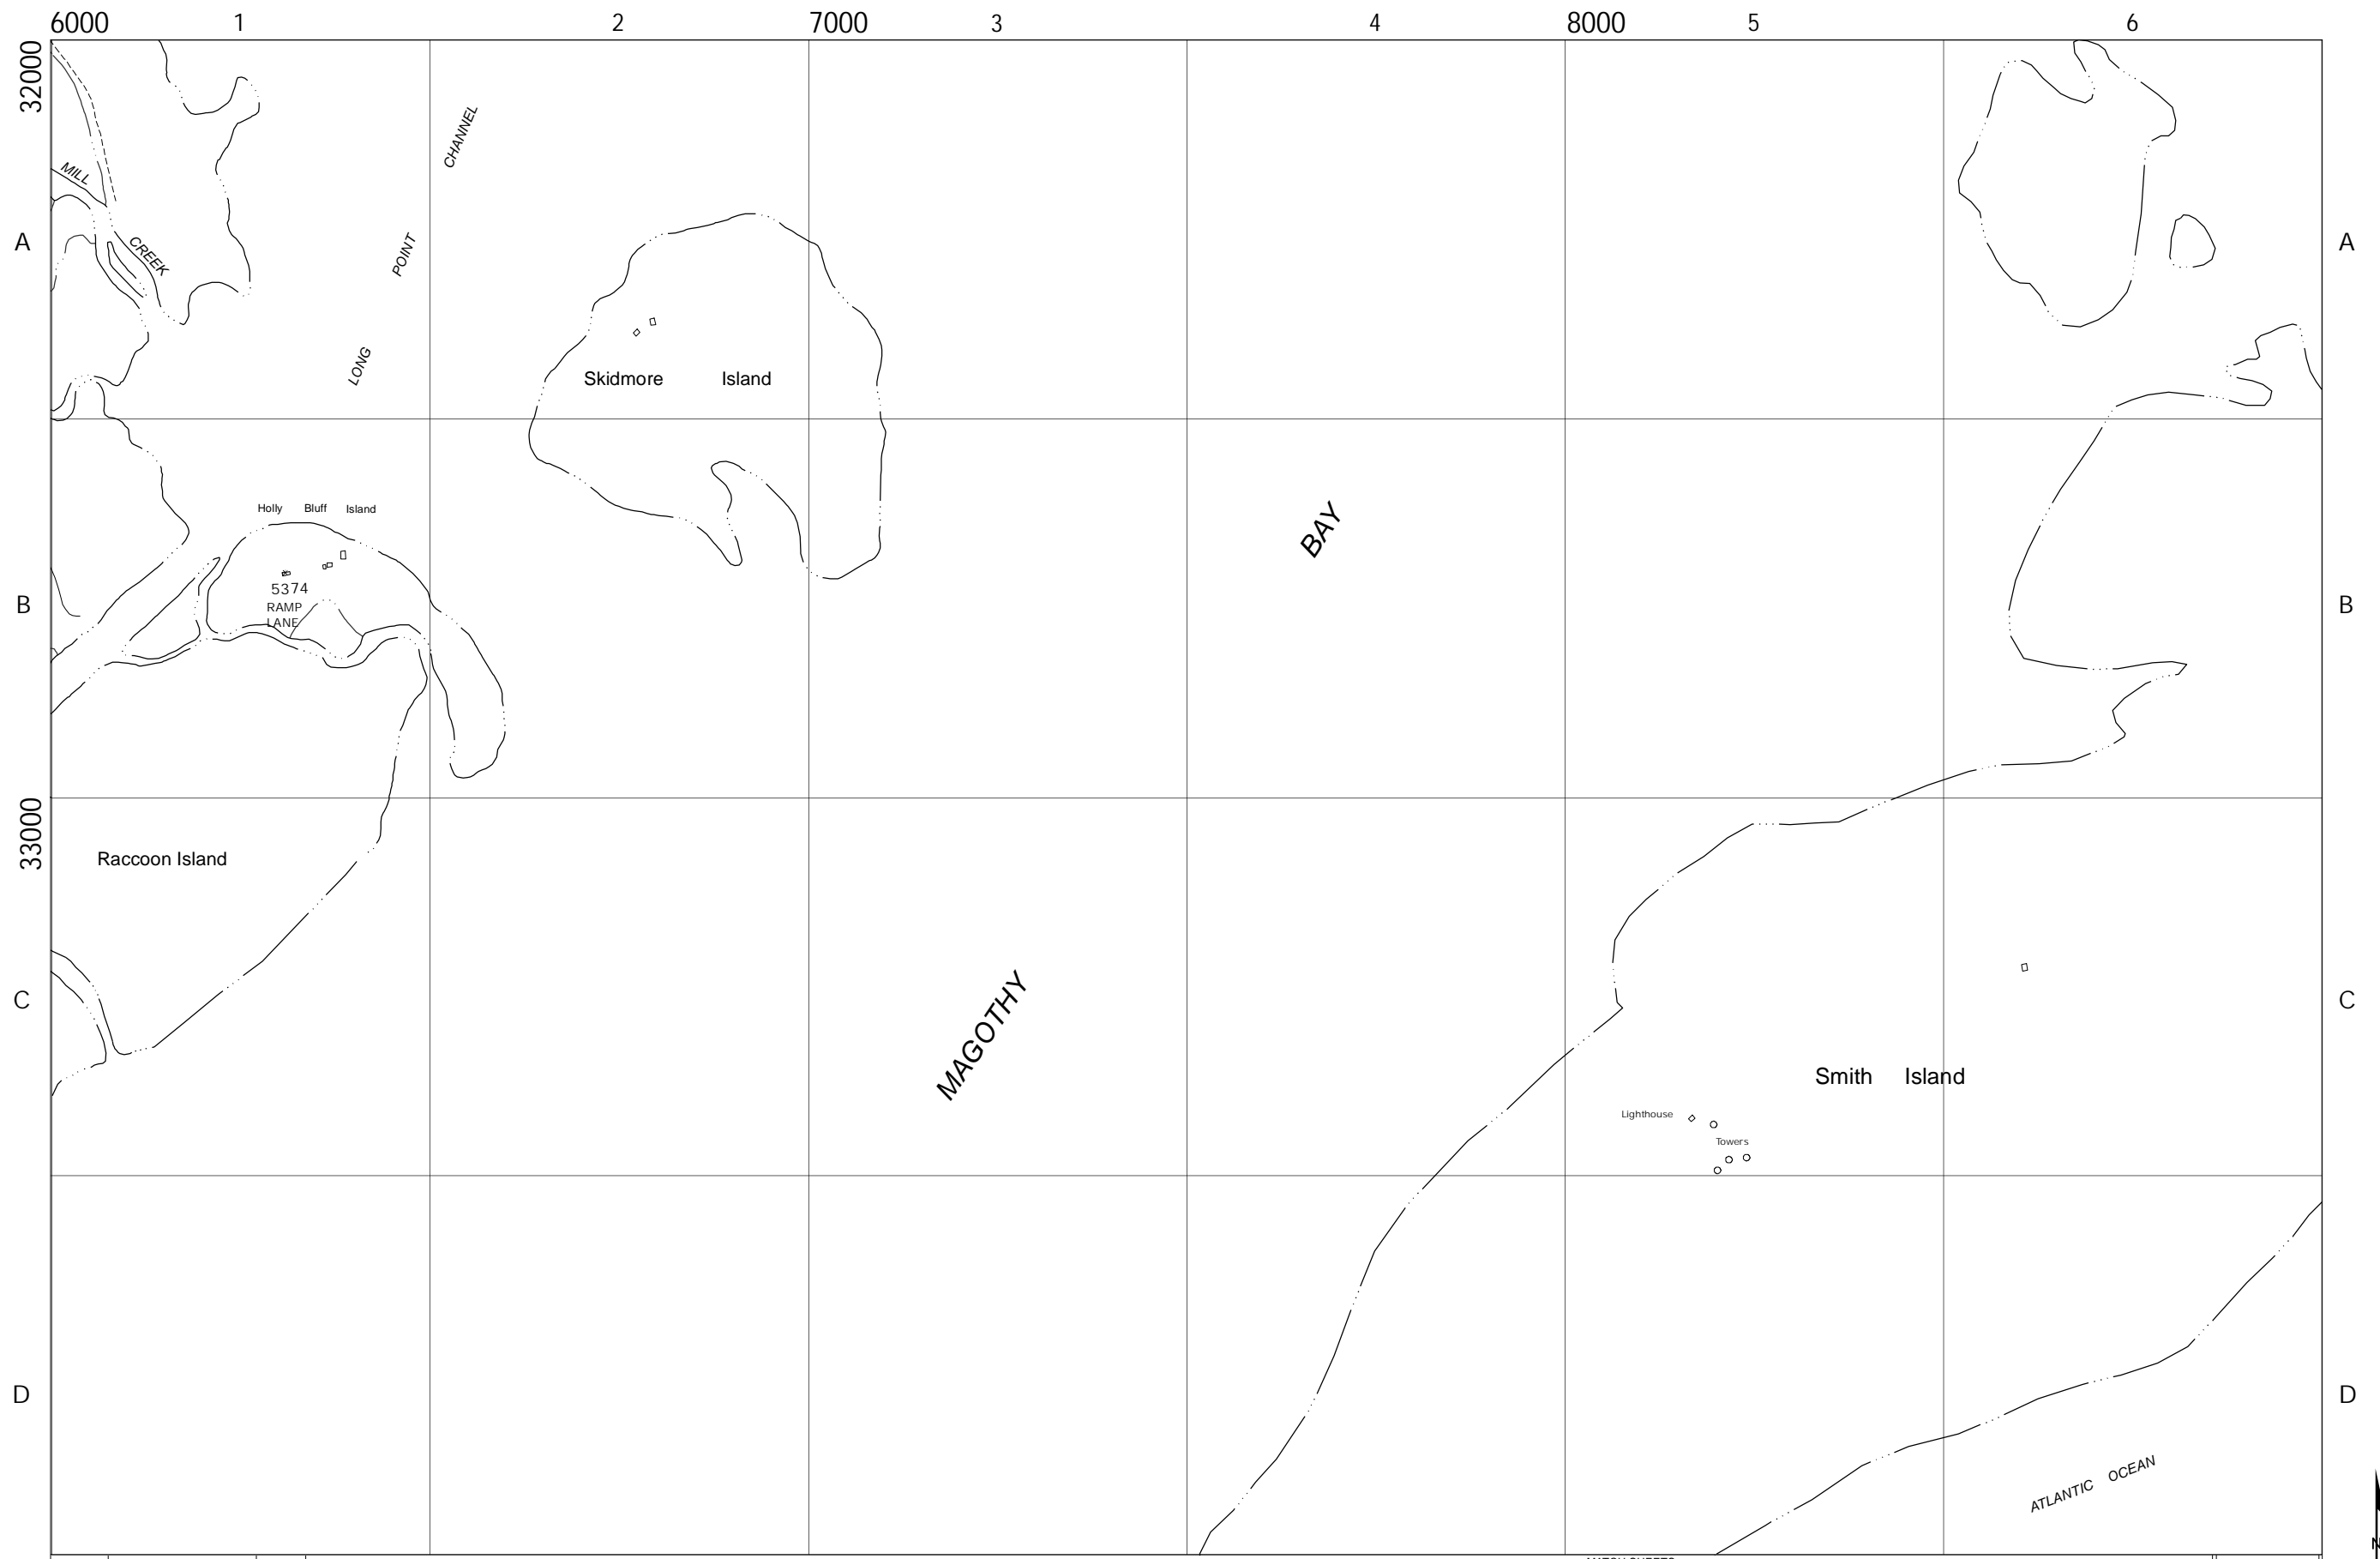 6000 1 2 7000 3 4 8000 5 6
32000
CHANNEL
MILL
CREEK
POINT
A A
LONG
Skidmore Island
Holly Bluff Island
BAY
5374
RAMP
LANE
B B
33000
Raccoon Island
C C
MAGOTHY
Smith Island
Lighthouse
Towers
D D
ATLANTIC OCEAN